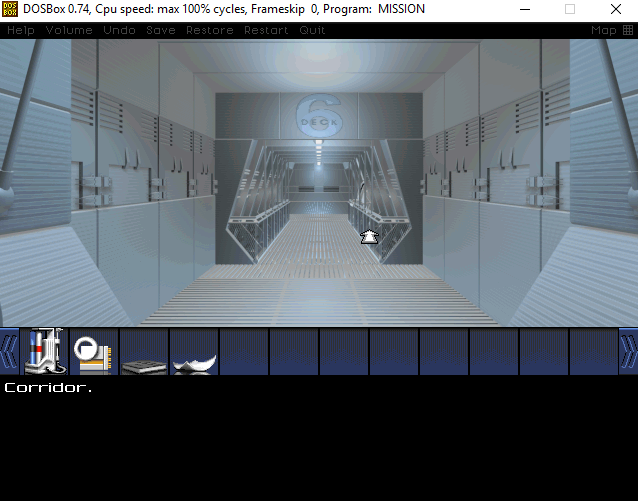 DOSBox 0.74, Cpu speed: max 100% cycles, Frameskip 0, Program: MISSION
Help Volume Undo Save Restore Restart Quit Map
6
DECK
Corridor.